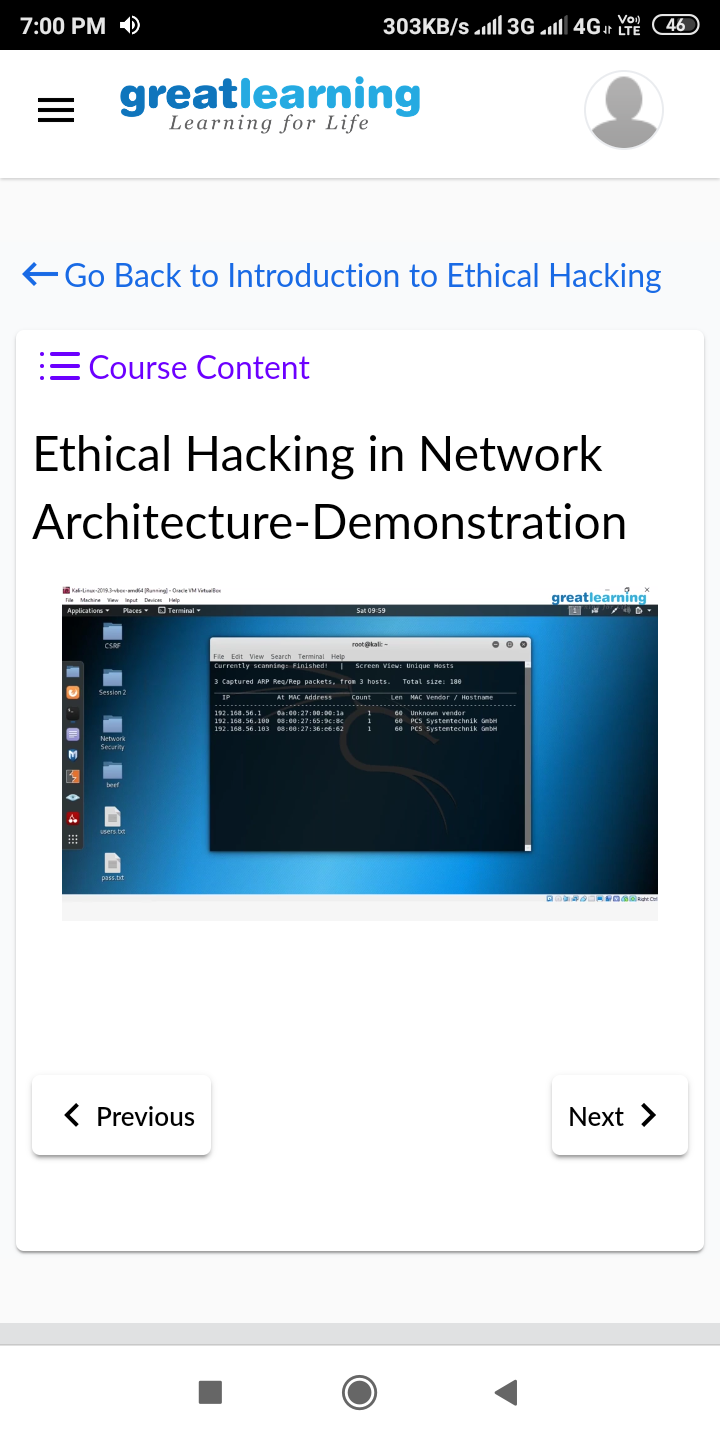 7:00 PM 303KB/s 3G 4G Vo)) LTE 46
greatlearning
Learning for Life
Go Back to Introduction to Ethical Hacking
Course Content
Ethical Hacking in Network
Architecture-Demonstration
Kali-Linux-2019.3-vbox-amd64 [Running] - Oracle VM VirtualBox
File Machine View Input Devices Help
greatlearning
Applications Places Terminal Sat 09:59
CSRF
Session 2
Network
Security
beef
users.txt
pass.txt
root@kali: ~
File Edit View Search Terminal Help
Currently scanning: Finished! | Screen View: Unique Hosts
3 Captured ARP Req/Rep packets, from 3 hosts. Total size: 180
IP At MAC Address Count Len MAC Vendor / Hostname
192.168.56.1 0a:00:27:00:00:1a 1 60 Unknown vendor
192.168.56.100 08:00:27:65:9c:8c 1 60 PCS Systemtechnik GmbH
192.168.56.103 08:00:27:36:e6:62 1 60 PCS Systemtechnik GmbH
Right Ctrl
Previous
Next